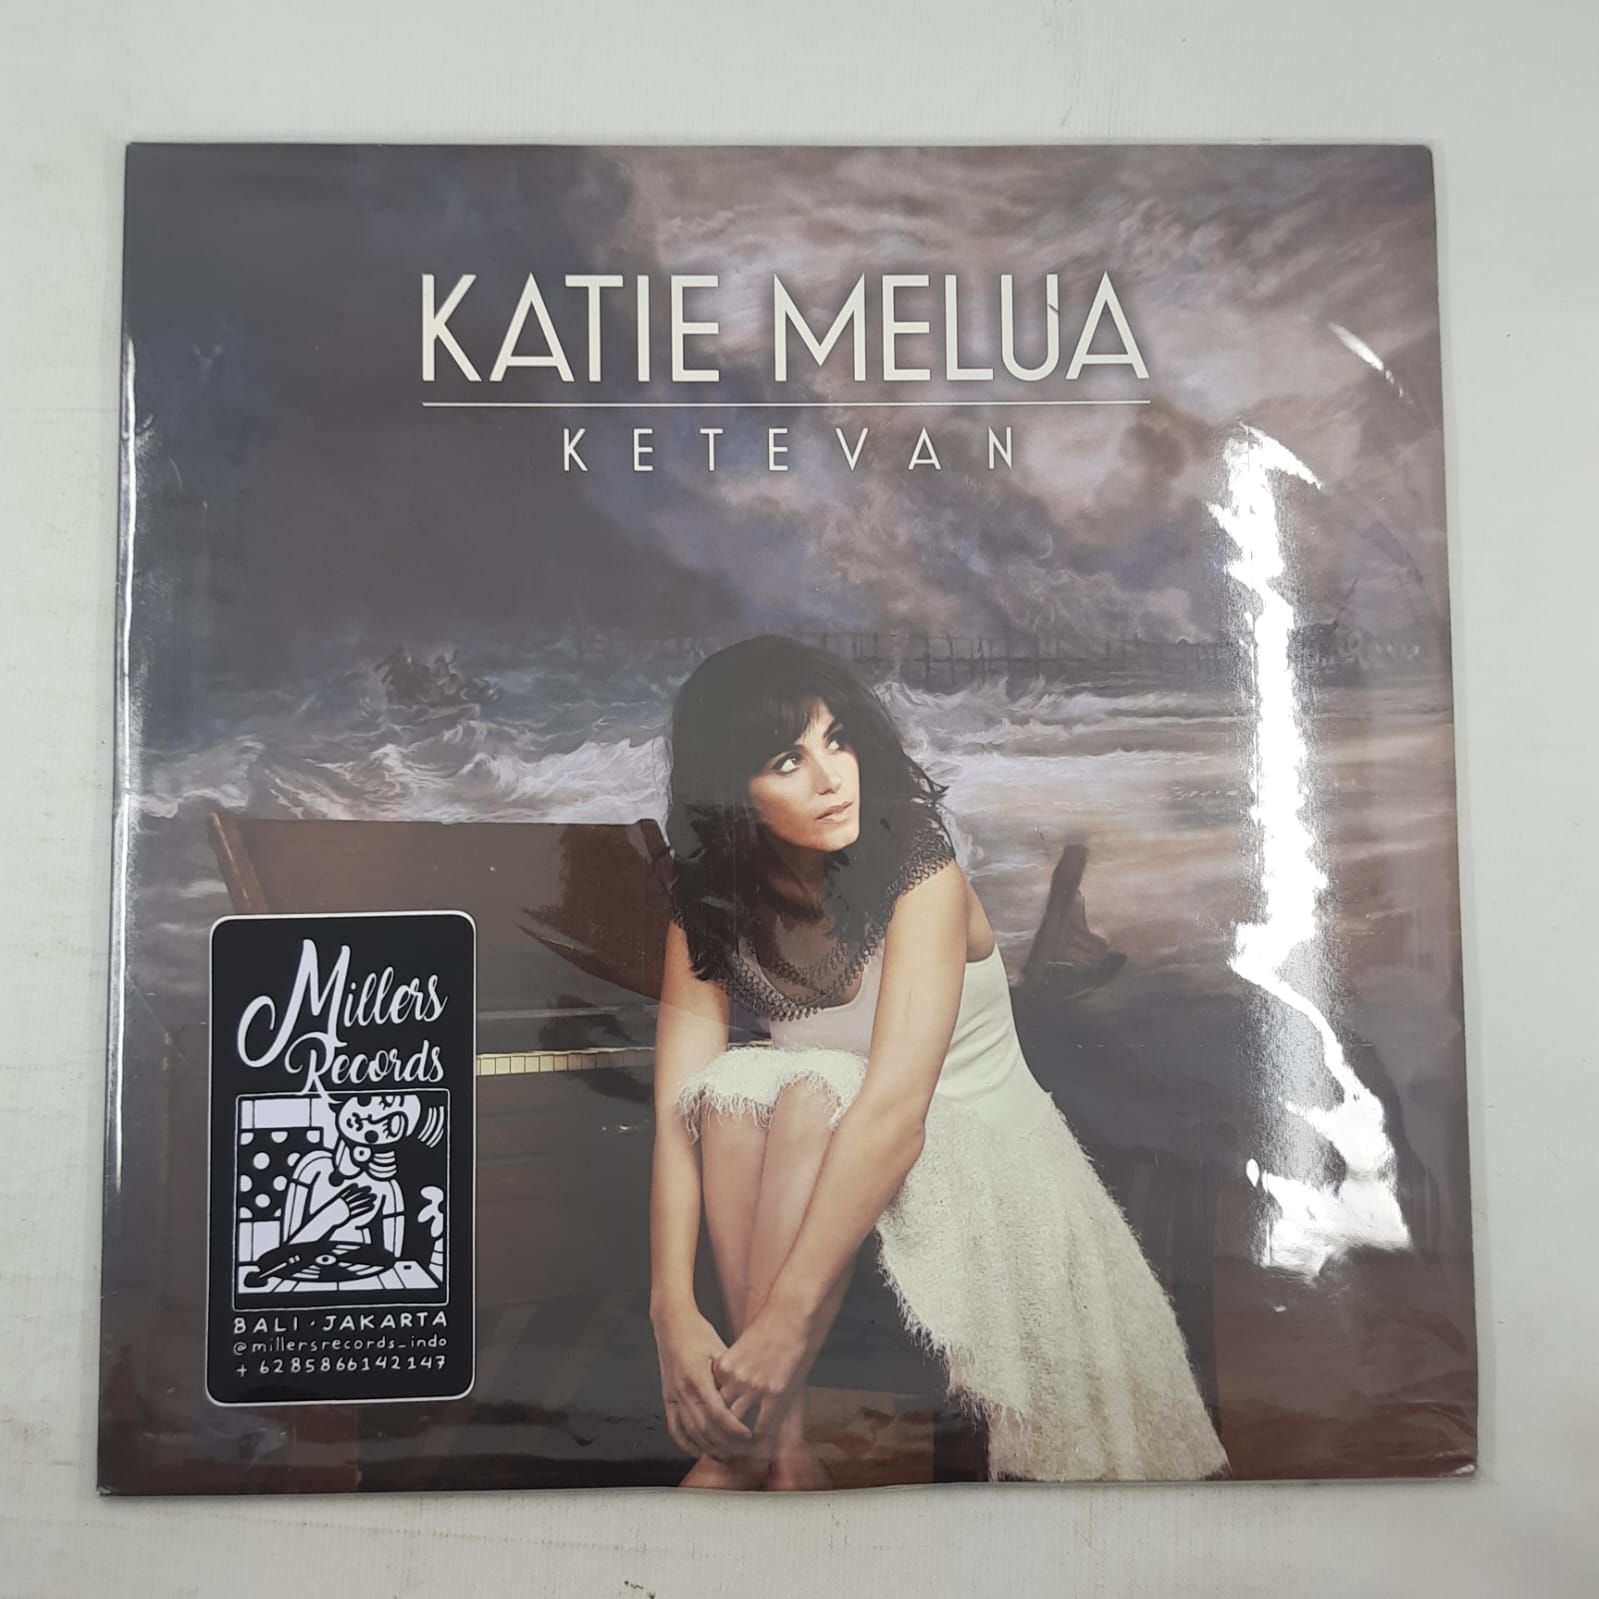 KATIE MELUA
KETEVAN
Millers
Records
BALI · JAKARTA
@millersrecords_indo
+ 6285866142147